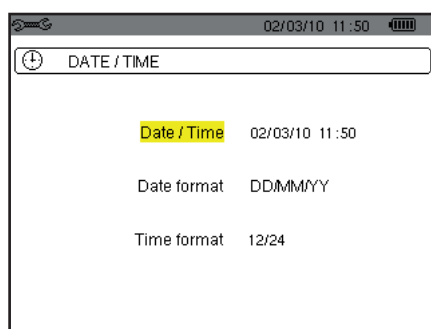 02/03/10 11:50
DATE / TIME
Date / Time 02/03/10 11:50
Date format DD/MM/YY
Time format 12/24